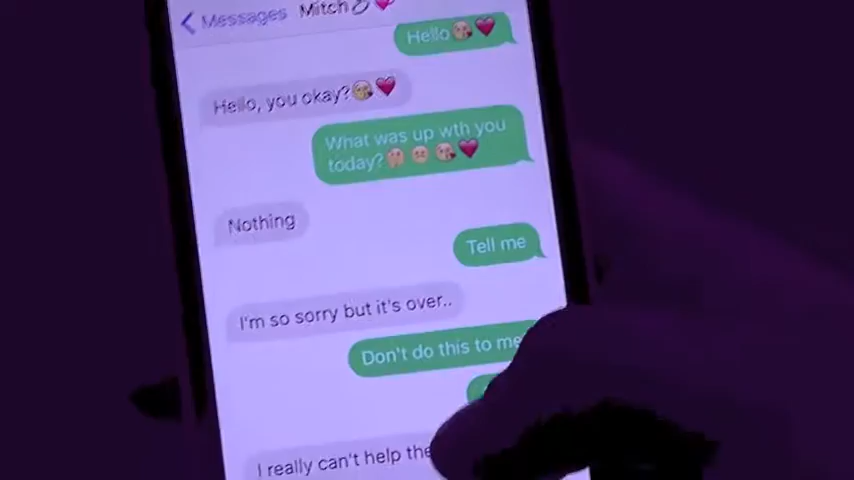 Messages
Mitch
Hello😘❤️
Hello, you okay?😘❤️
What was up wth you
today?
Nothing
Tell me
I'm so sorry but it's over..
Don't do this to me
I really can't help